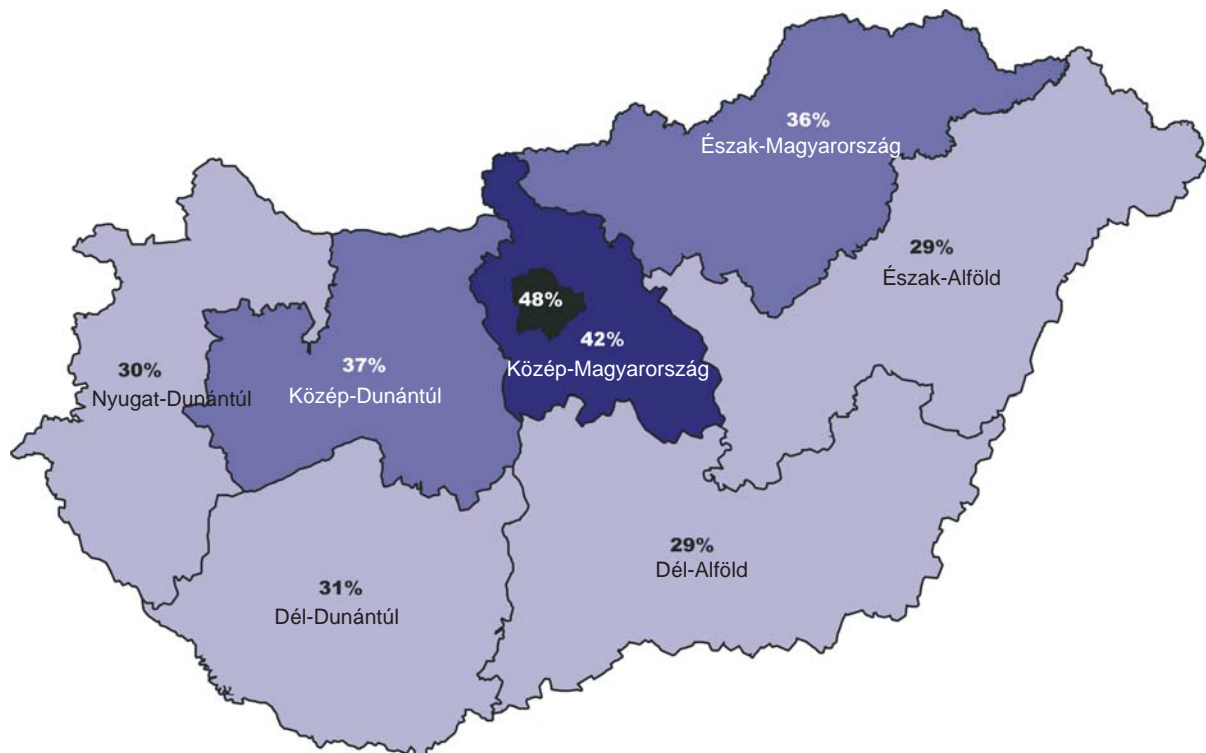 36%
Észak-Magyarország
29%
Észak-Alföld
48%
42%
Közép-Magyarország
37%
Közép-Dunántúl
30%
Nyugat-Dunántúl
29%
Dél-Alföld
31%
Dél-Dunántúl